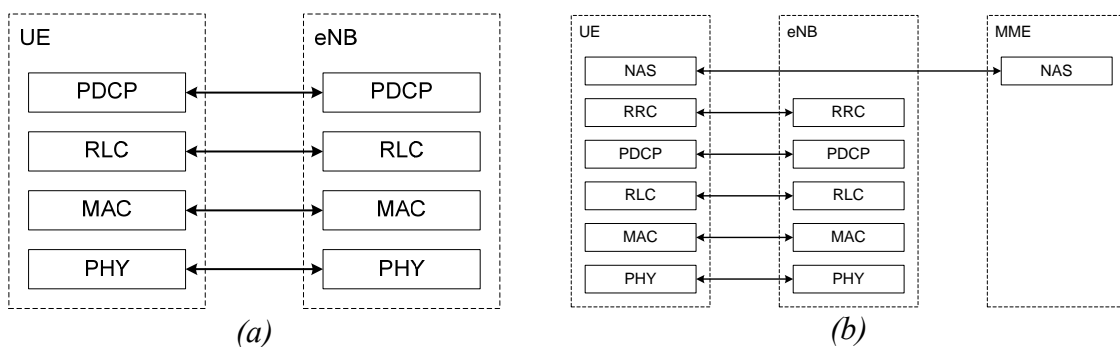 UE
eNB
PDCP
PDCP
RLC
RLC
MAC
MAC
PHY
PHY
(a)
UE
eNB
MME
NAS
NAS
RRC
RRC
PDCP
PDCP
RLC
RLC
MAC
MAC
PHY
PHY
(b)